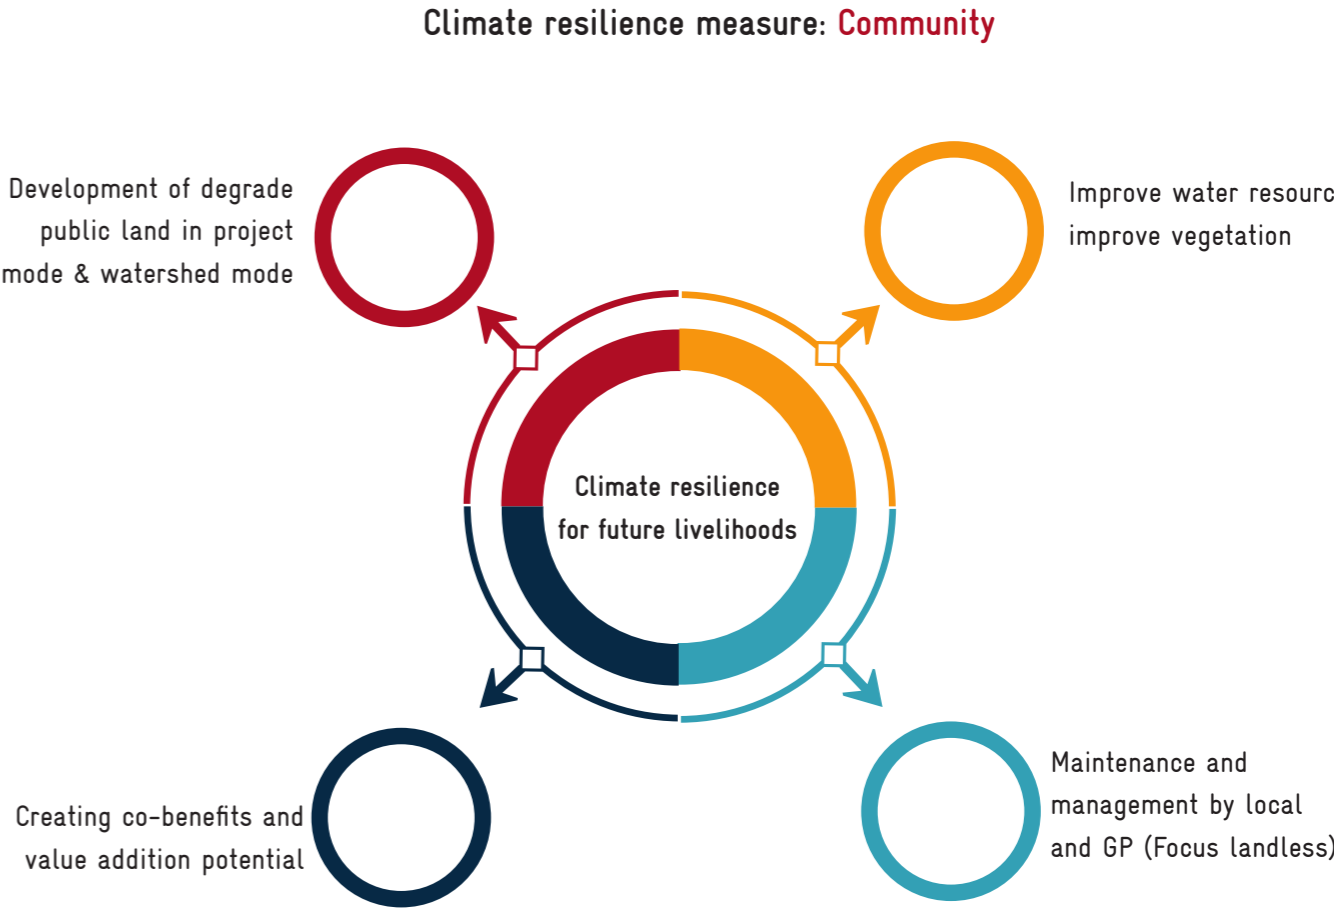 Climate resilience measure: Community
Development of degrade
public land in project
mode & watershed mode
Improve water resourc
improve vegetation
Climate resilience
for future livelihoods
Creating co-benefits and
value addition potential
Maintenance and
management by local
and GP (Focus landless)